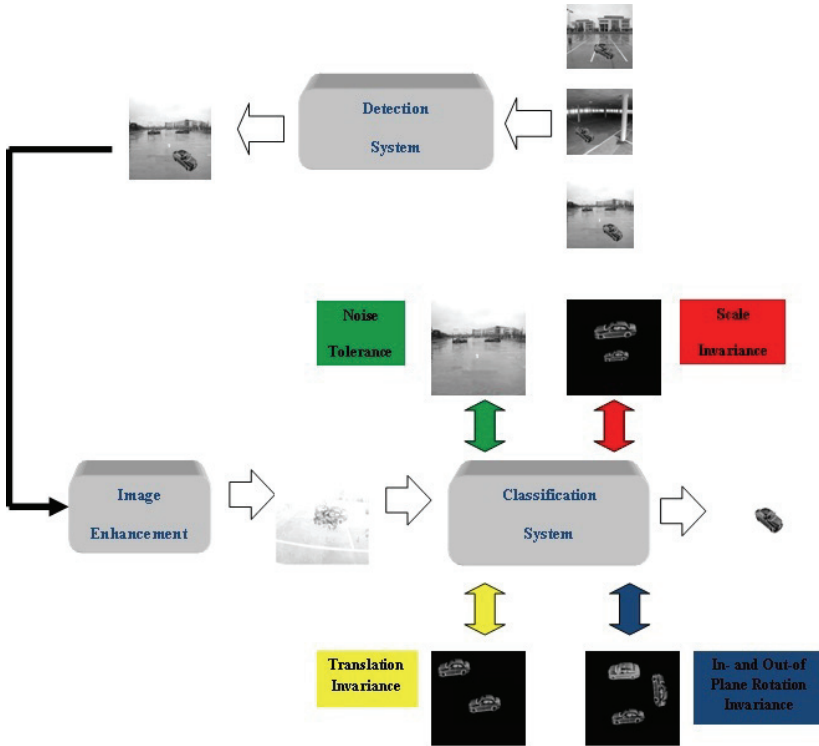 Detection
System
Noise
Tolerance
Scale
Invariance
Image
Enhancement
Classification
System
Translation
Invariance
In- and Out-of
Plane Rotation
Invariance